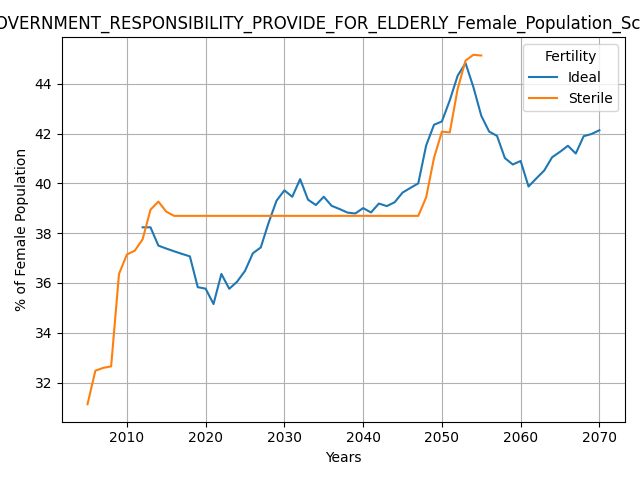 OVERNMENT_RESPONSIBILITY_PROVIDE_FOR_ELDERLY_Female_Population_Sc
Fertility
Ideal
Sterile
% of Female Population
44
42
40
38
36
34
32
2010 2020 2030 2040 2050 2060 2070
Years